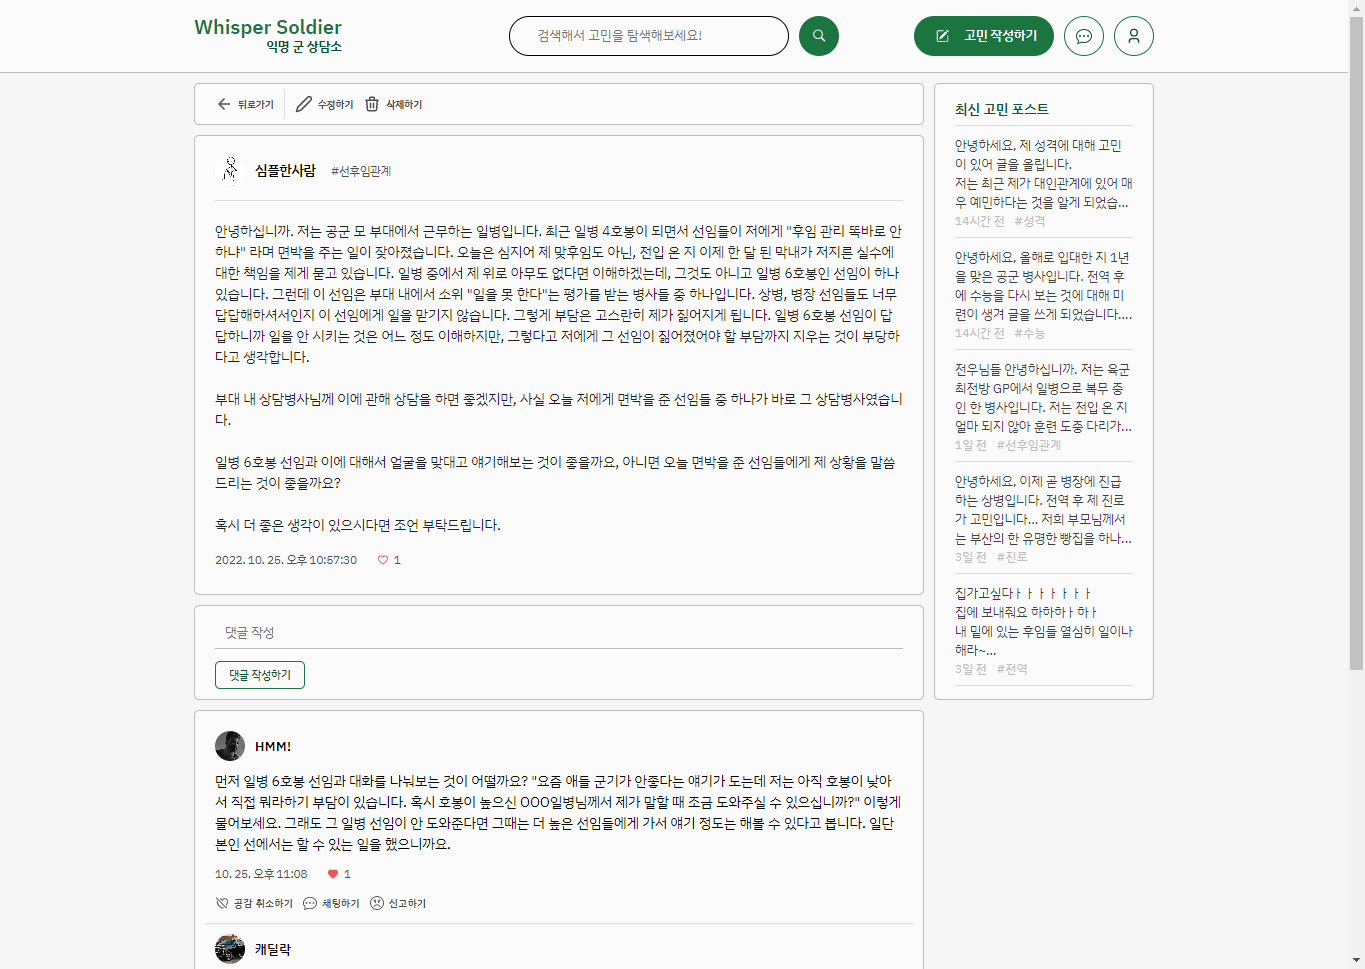 Whisper Soldier
익명 군 상담소
검색해서 고민을 탐색해보세요!
고민 작성하기
뒤로가기
수정하기
삭제하기
심플한사람 #선후임관계
안녕하십니까. 저는 공군 모 부대에서 근무하는 일병입니다. 최근 일병 4호봉이 되면서 선임들이 저에게 "후임 관리 똑바로 안
하냐" 라며 면박을 주는 일이 잦아졌습니다. 오늘은 심지어 제 맞후임도 아닌, 전입 온 지 이제 한 달 된 막내가 저지른 실수에
대한 책임을 제게 묻고 있습니다. 일병 중에서 제 위로 아무도 없다면 이해하겠는데, 그것도 아니고 일병 6호봉인 선임이 하나
있습니다. 그런데 이 선임은 부대 내에서 소위 "일을 못 한다"는 평가를 받는 병사들 중 하나입니다. 상병, 병장 선임들도 너무
답답해하셔서인지 이 선임에게 일을 맡기지 않습니다. 그렇게 부담은 고스란히 제가 짊어지게 됩니다. 일병 6호봉 선임이 답
답하니까 일을 안 시키는 것은 어느 정도 이해하지만, 그렇다고 저에게 그 선임이 짊어졌어야 할 부담까지 지우는 것이 부당하
다고 생각합니다.
부대 내 상담병사님께 이에 관해 상담을 하면 좋겠지만, 사실 오늘 저에게 면박을 준 선임들 중 하나가 바로 그 상담병사였습니
다.
일병 6호봉 선임과 이에 대해서 얼굴을 맞대고 얘기해보는 것이 좋을까요, 아니면 오늘 면박을 준 선임들에게 제 상황을 말씀
드리는 것이 좋을까요?
혹시 더 좋은 생각이 있으시다면 조언 부탁드립니다.
2022. 10. 25. 오후 10:57:30 1
댓글 작성
댓글 작성하기
HMM!
먼저 일병 6호봉 선임과 대화를 나눠보는 것이 어떨까요? "요즘 애들 군기가 안좋다는 얘기가 도는데 저는 아직 호봉이 낮아
서 직접 뭐라하기 부담이 있습니다. 혹시 호봉이 높으신 OOO일병님께서 제가 말할 때 조금 도와주실 수 있으십니까?" 이렇게
물어보세요. 그래도 그 일병 선임이 안 도와준다면 그때는 더 높은 선임들에게 가서 얘기 정도는 해볼 수 있다고 봅니다. 일단
본인 선에서는 할 수 있는 일을 했으니까요.
10. 25. 오후 11:08 1
공감 취소하기 채팅하기 신고하기
캐딜락
최신 고민 포스트
안녕하세요, 제 성격에 대해 고민
이 있어 글을 올립니다.
저는 최근 제가 대인관계에 있어 매
우 예민하다는 것을 알게 되었습...
14시간 전 #성격
안녕하세요, 올해로 입대한 지 1년
을 맞은 공군 병사입니다. 전역 후
에 수능을 다시 보는 것에 대해 미
련이 생겨 글을 쓰게 되었습니다....
14시간 전 #수능
전우님들 안녕하십니까. 저는 육군
최전방 GP에서 일병으로 복무 중
인 한 병사입니다. 저는 전입 온 지
얼마 되지 않아 훈련 도중 다리가...
1일 전 #선후임관계
안녕하세요, 이제 곧 병장에 진급
하는 상병입니다. 전역 후 제 진로
가 고민입니다... 저희 부모님께서
는 부산의 한 유명한 빵집을 하나...
3일 전 #진로
집가고싶다ㅏㅏㅏㅏㅏㅏㅏ
집에 보내줘요 하하하ㅏ하ㅏ
내 밑에 있는 후임들 열심히 일이나
해라~...
3일 전 #전역